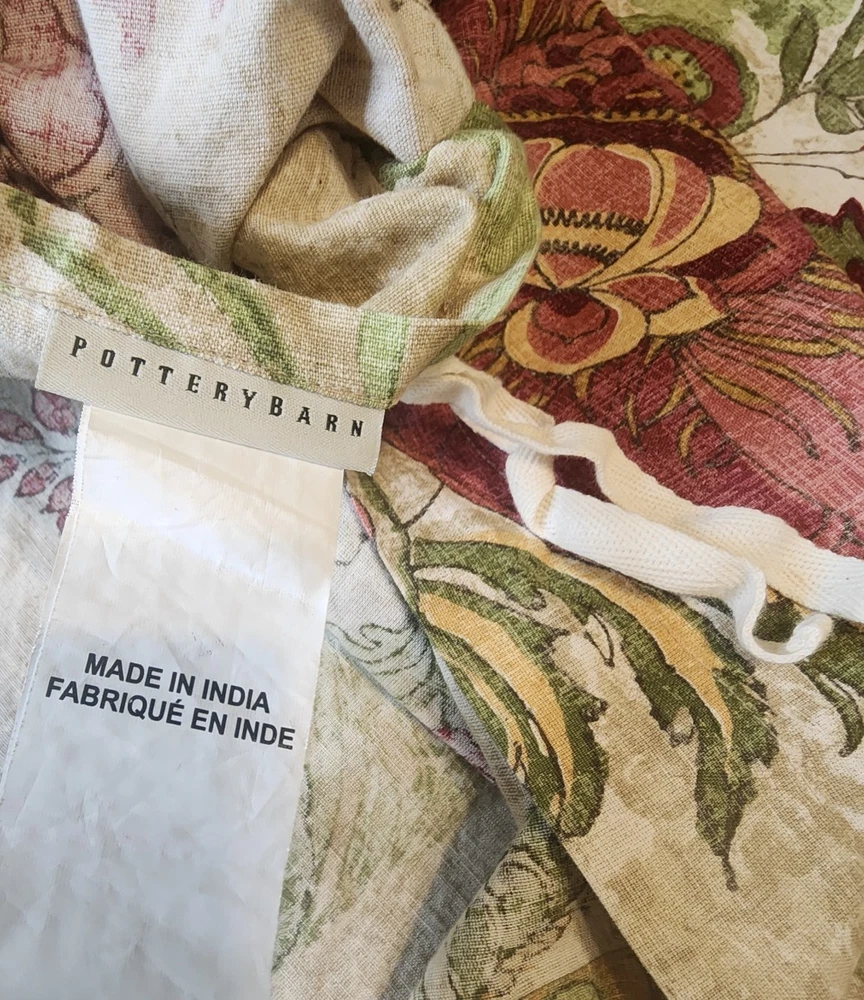 POTTERYBARN
MADE IN INDIA
FABRIQUÉ EN INDE